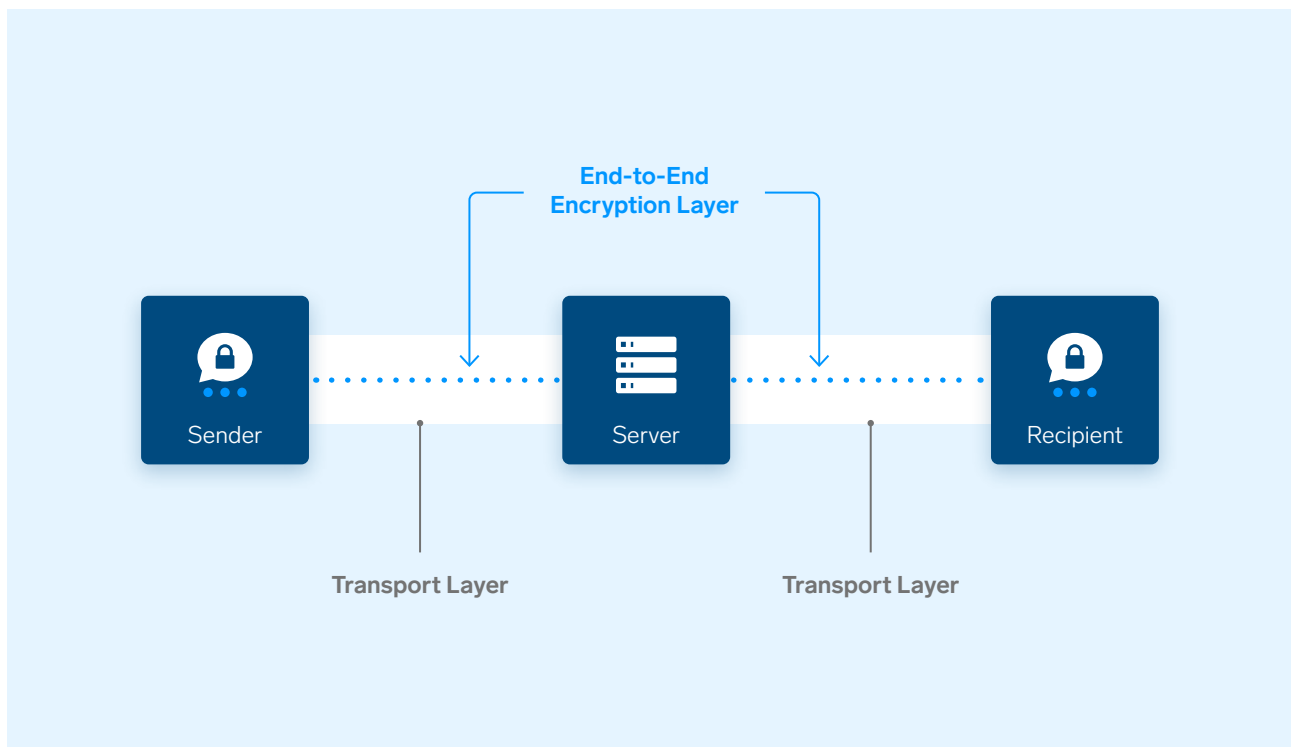 End-to-End
Encryption Layer
Sender
Server
Recipient
Transport Layer
Transport Layer